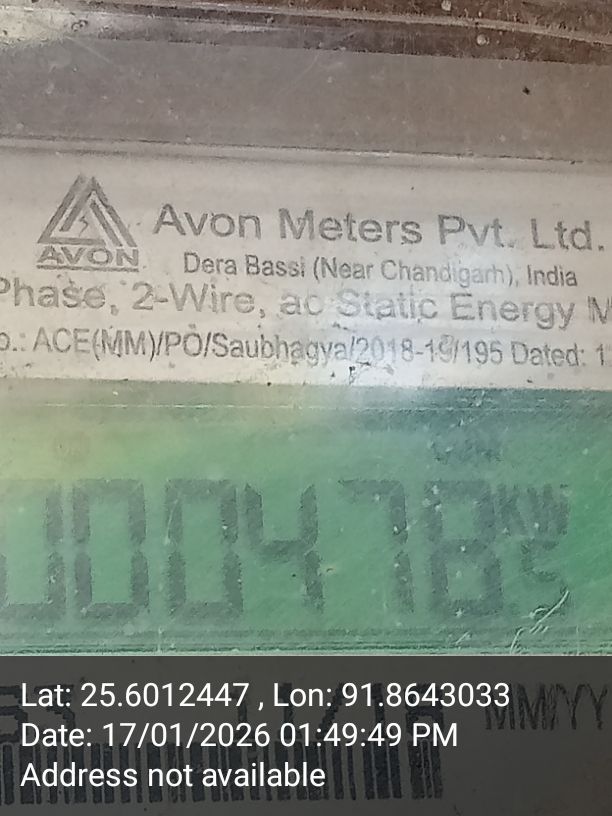 Avon Meters Pvt. Ltd.
AVON
Dera Bassi (Near Chandigarh), India
Phase, 2-Wire, ac Static Energy M
o.: ACE(MM)/PO/Saubhagya/2018-19/195 Dated: 1
000478 kW
MM/YY
Lat: 25.6012447 , Lon: 91.8643033
Date: 17/01/2026 01:49:49 PM
Address not available